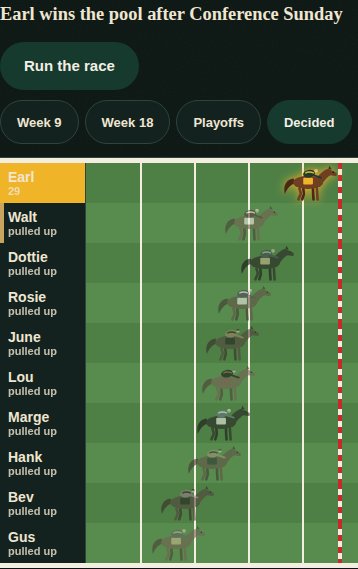 Earl wins the pool after Conference Sunday
Run the race
Week 9
Week 18
Playoffs
Decided
Earl
29
Walt
pulled up
Dottie
pulled up
Rosie
pulled up
June
pulled up
Lou
pulled up
Marge
pulled up
Hank
pulled up
Bev
pulled up
Gus
pulled up